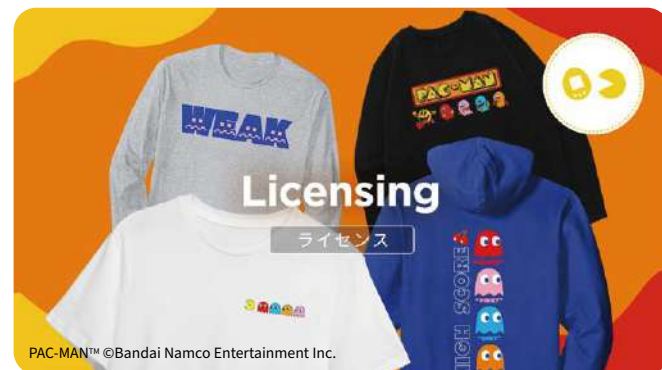 WEAK
PAC-MAN
Licensing
ライセンス
HIGH SCORE
PAC-MAN™ ©Bandai Namco Entertainment Inc.